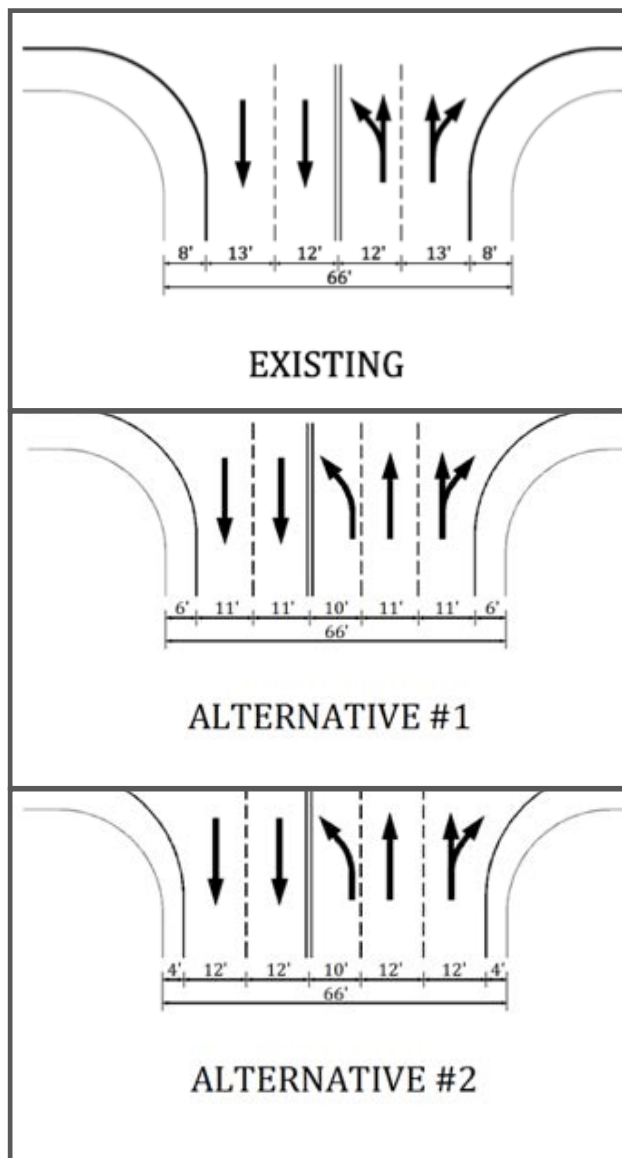 8' 13' 12' 12' 13' 8'
66'
EXISTING
6' 11' 11' 10' 11' 11' 6'
66'
ALTERNATIVE #1
4' 12' 12' 10' 12' 12' 4'
66'
ALTERNATIVE #2